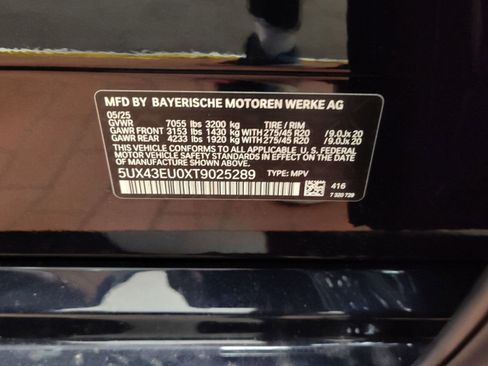 MFD BY BAYERISCHE MOTOREN WERKE AG
05/25
GVWR 7055 lbs 3200 kg TIRE / RIM
GAWR FRONT 3153 lbs 1430 kg WITH 275/45 R20 /9.0Jx20
GAWR REAR 4233 lbs 1920 kg WITH 275/45 R20 /9.0Jx20
THIS VEHICLE CONFORMS TO ALL APPLICABLE
U.S. FEDERAL MOTOR VEHICLE SAFETY STANDARDS
IN EFFECT ON THE DATE OF MANUFACTURE SHOWN ABOVE.
5UX43EU0XT9025289 TYPE: MPV
416
7 320 729